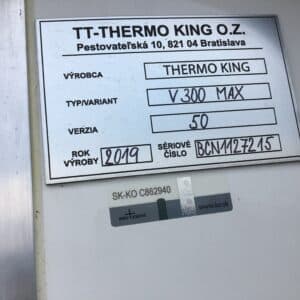 TT-THERMO KING O.Z.
Pestovateľská 10, 821 04 Bratislava
VÝROBCA THERMO KING
TYP/VARIANT V300 MAX
VERZIA 50
ROK VÝROBY 2019 SÉRIOVÉ ČÍSLO BCN1127215
SK-KO C862940